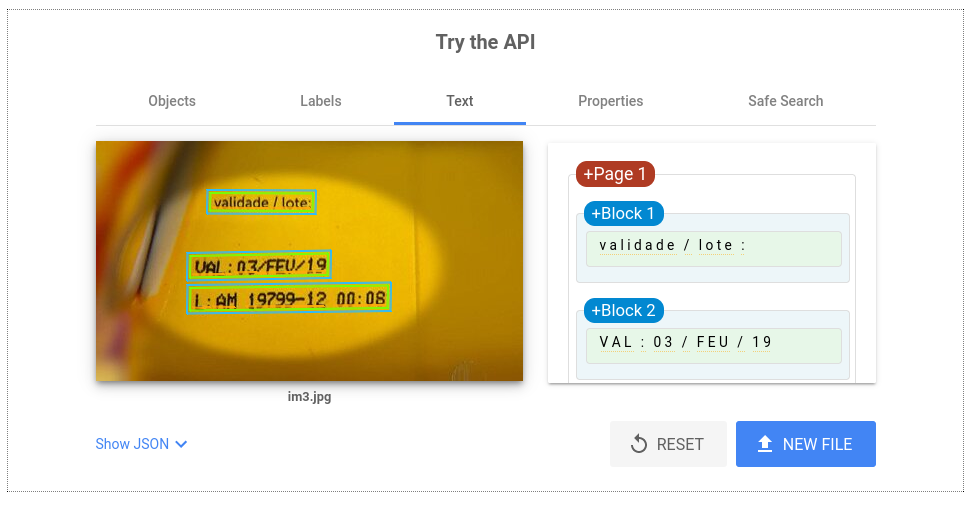 Try the API
Objects Labels Text Properties Safe Search
validade / lote:
VAL:03/FEU/19
L:AM 19799-12 00:08
im3.jpg
+Page 1
+Block 1
validade / lote :
+Block 2
VAL : 03 / FEU / 19
Show JSON
RESET
NEW FILE